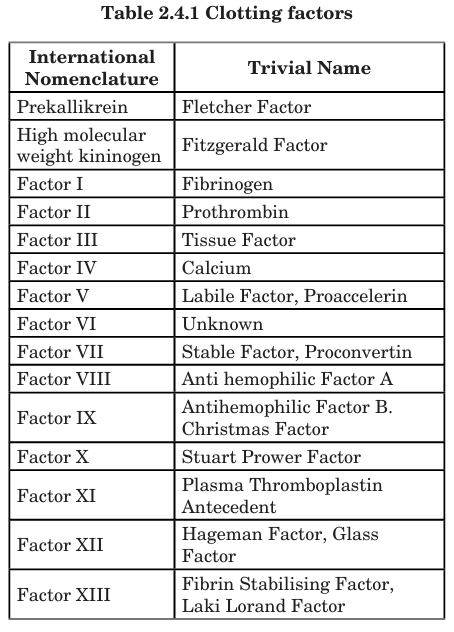 Table 2.4.1 Clotting factors
International Nomenclature | Trivial Name
Prekallikrein | Fletcher Factor
High molecular weight kininogen | Fitzgerald Factor
Factor I | Fibrinogen
Factor II | Prothrombin
Factor III | Tissue Factor
Factor IV | Calcium
Factor V | Labile Factor, Proaccelerin
Factor VI | Unknown
Factor VII | Stable Factor, Proconvertin
Factor VIII | Anti hemophilic Factor A
Factor IX | Antihemophilic Factor B. Christmas Factor
Factor X | Stuart Prower Factor
Factor XI | Plasma Thromboplastin Antecedent
Factor XII | Hageman Factor, Glass Factor
Factor XIII | Fibrin Stabilising Factor, Laki Lorand Factor